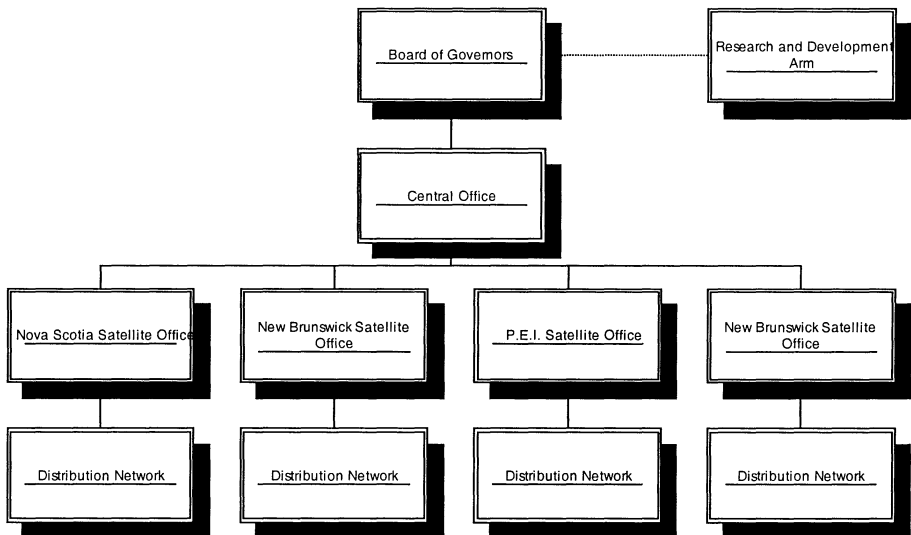 Board of Governors
Research and Development
Arm
Central Office
Nova Scotia Satellite Office
New Brunswick Satellite
Office
P.E.I. Satellite Office
New Brunswick Satellite
Office
Distribution Network
Distribution Network
Distribution Network
Distribution Network